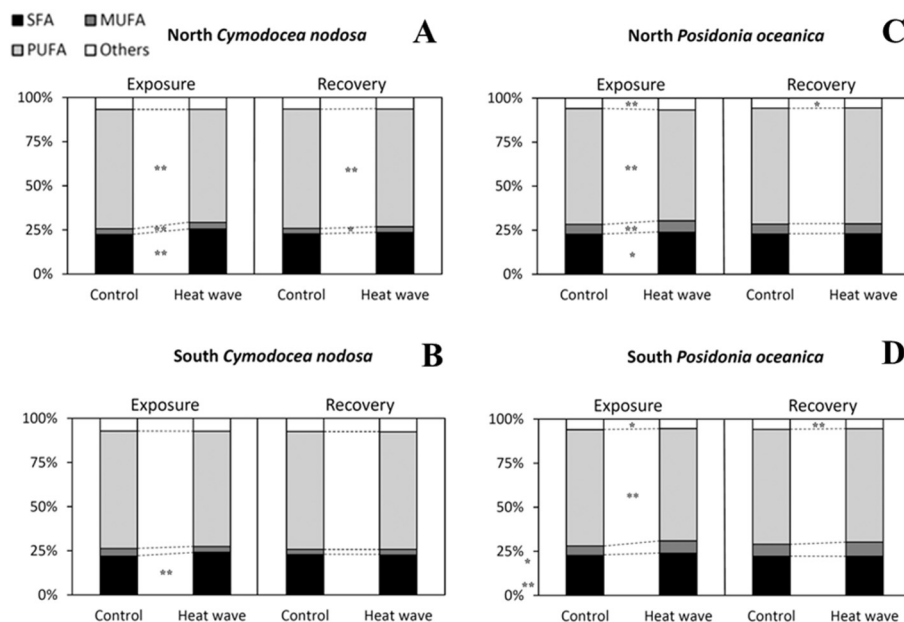 SFA MUFA
PUFA Others
North Cymodocea nodosa A
Exposure Recovery
100%
75%
**
**
50%
25%
**
*
**
0%
Control Heat wave Control Heat wave
North Posidonia oceanica C
Exposure Recovery
100%
**
*
75%
**
50%
25%
**
*
0%
Control Heat wave Control Heat wave
South Cymodocea nodosa B
Exposure Recovery
100%
75%
50%
25%
**
0%
Control Heat wave Control Heat wave
South Posidonia oceanica D
Exposure Recovery
100%
*
**
75%
**
50%
25%
*
**
0%
Control Heat wave Control Heat wave